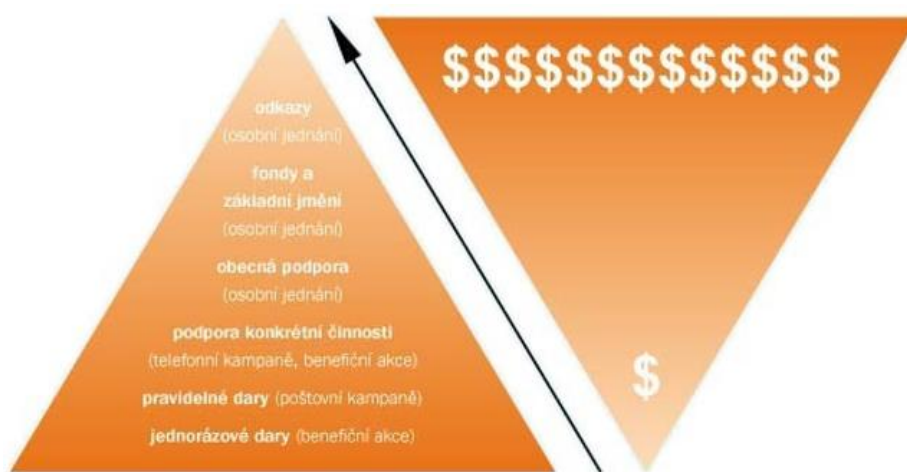 $$$$$$$$$$$$$
odkazy
(osobní jednání)
fondy a
základní jmění
(osobní jednání)
obecná podpora
(osobní jednání)
podpora konkrétní činnosti
(telefonní kampaně, benefiční akce)
$
pravidelné dary (poštovní kampaně)
jednorázové dary (benefiční akce)